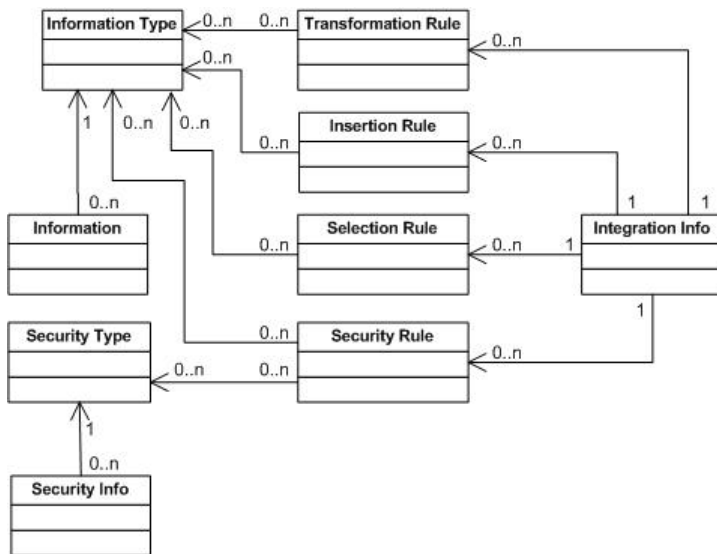 Information Type
0..n
0..n
Transformation Rule
0..n
0..n
1
0..n
0..n
Insertion Rule
0..n
0..n
0..n
1
1
Information
Selection Rule
Integration Info
0..n
0..n
1
Security Type
0..n
Security Rule
1
0..n
0..n
0..n
0..n
1
0..n
Security Info